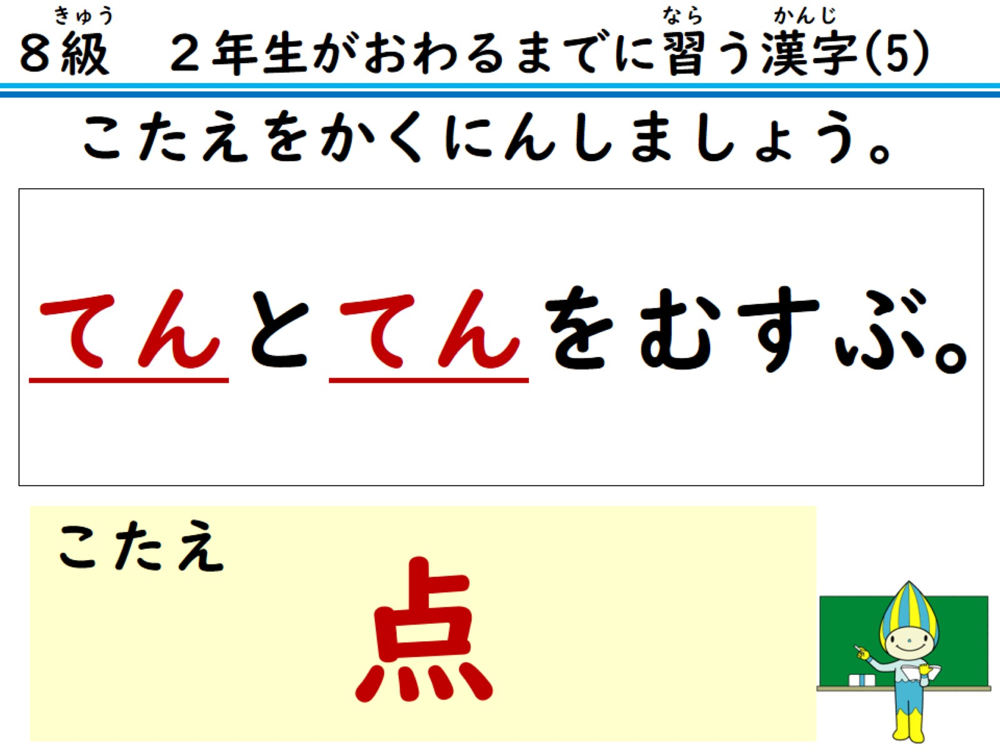 きゅう なら かんじ
８級　２年生がおわるまでに習う漢字(5)
こたえをかくにんしましょう。
てんとてんをむすぶ。
こたえ
点